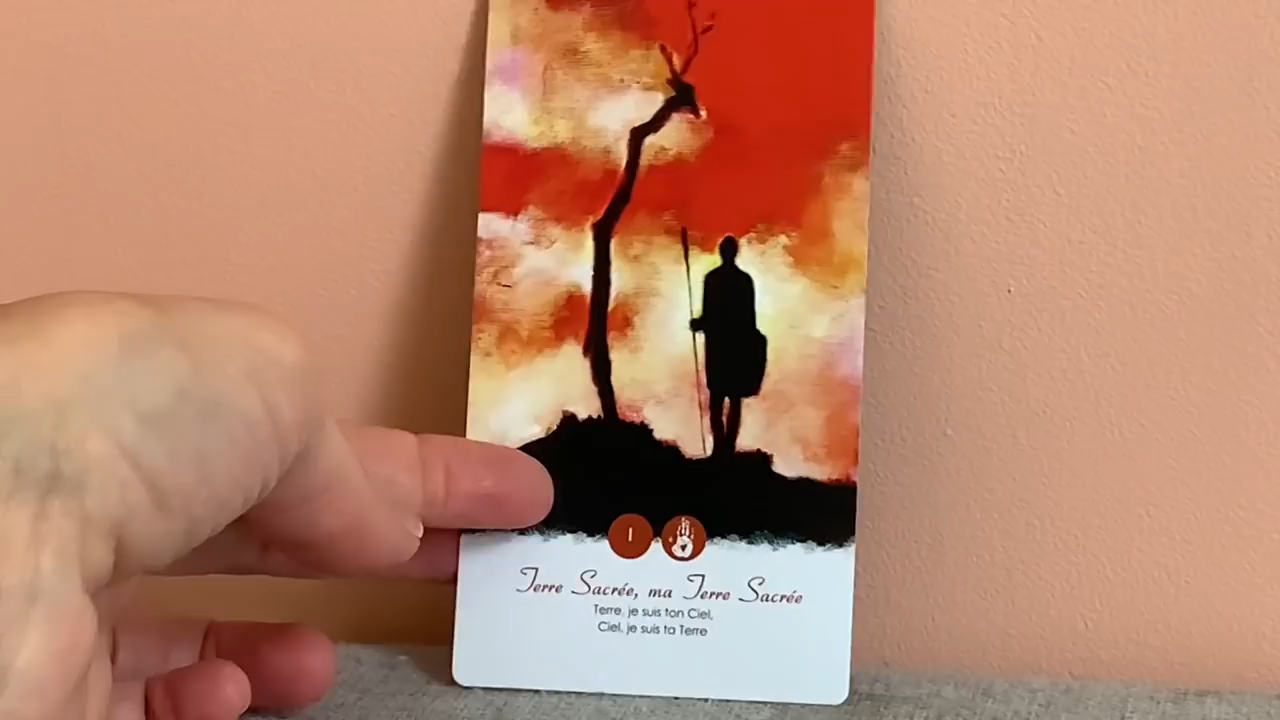 I
Terre Sacrée, ma Terre Sacrée
Terre, je suis ton Ciel,
Ciel, je suis ta Terre